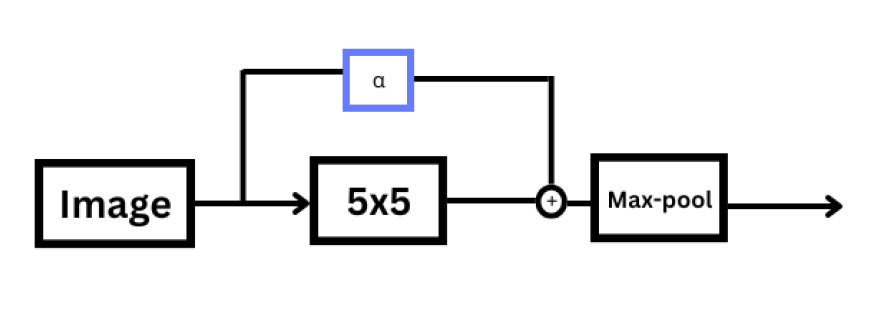 α
Image
5x5
+
Max-pool